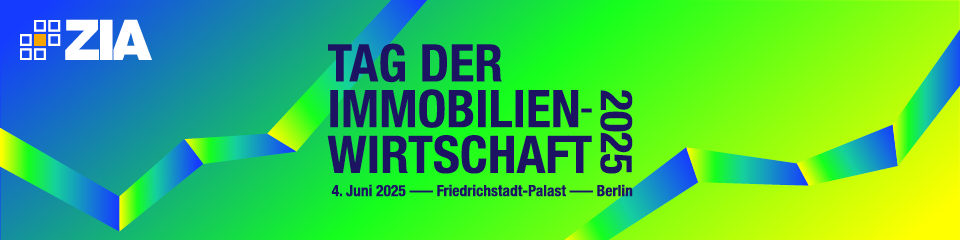 ZIA
TAG DER
IMMOBILIEN-
WIRTSCHAFT
2025
4. Juni 2025 — Friedrichstadt-Palast — Berlin